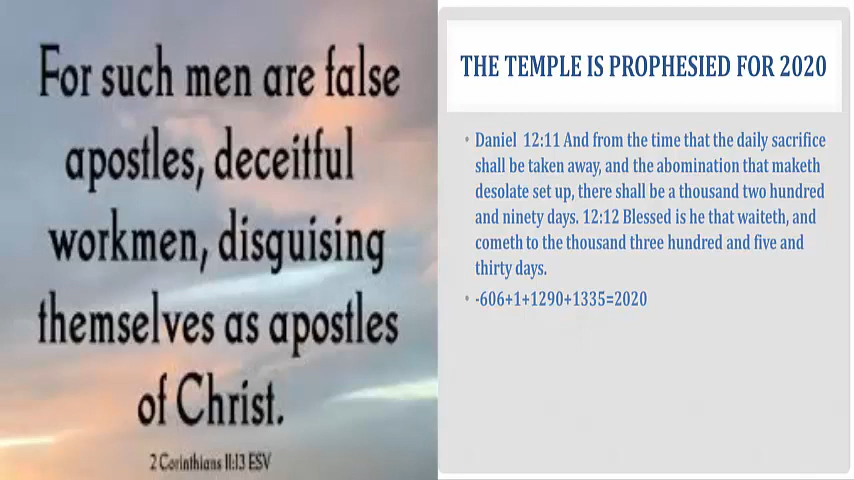 For such men are false
apostles, deceitful
workmen, disguising
themselves as apostles
of Christ.
2 Corinthians 11:13 ESV
THE TEMPLE IS PROPHESIED FOR 2020
• Daniel 12:11 And from the time that the daily sacrifice
shall be taken away, and the abomination that maketh
desolate set up, there shall be a thousand two hundred
and ninety days. 12:12 Blessed is he that waiteth, and
cometh to the thousand three hundred and five and
thirty days.
• -606+1+1290+1335=2020